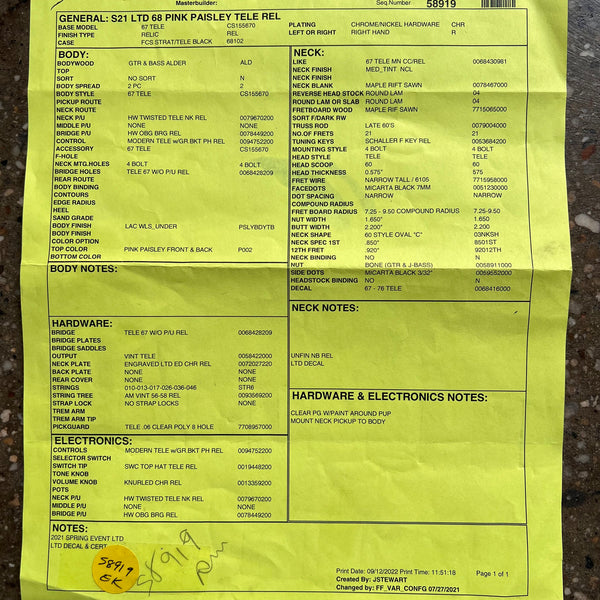 Masterbuilder:
Seq.Number 58919
GENERAL: S21 LTD 68 PINK PAISLEY TELE REL
BASE MODEL 67 TELE CS155670
FINISH TYPE RELIC REL
CASE FCS STRAT/TELE BLACK 68102
PLATING CHROME/NICKEL HARDWARE CHR
LEFT OR RIGHT RIGHT HAND R
BODY:
BODYWOOD GTR & BASS ALDER ALD
TOP
SORT NO SORT N
BODY SPREAD 2 PC 2
BODY STYLE 67 TELE CS155670
PICKUP ROUTE
NECK ROUTE
NECK P/U HW TWISTED TELE NK REL 0079670200
MIDDLE P/U NONE NONE
BRIDGE P/U HW OBG BRG REL 0078449200
CONTROL MODERN TELE w/GR.BKT PH REL 0094752200
ACCESSORY 67 TELE CS155670
F-HOLE
NECK MTG.HOLES 4 BOLT 4 BOLT
BRIDGE HOLES TELE 67 W/O P/U REL 0068428209
REAR ROUTE
BODY BINDING
CONTOURS
EDGE RADIUS
HEEL
SAND GRADE
BODY FINISH LAC WLS_UNDER PSLYBDYTB
BODY FINISH
COLOR OPTION
TOP COLOR PINK PAISLEY FRONT & BACK P002
BOTTOM COLOR
BODY NOTES:
HARDWARE:
BRIDGE TELE 67 W/O P/U REL 0068428209
BRIDGE PLATES
BRIDGE SADDLES
OUTPUT VINT TELE 0058422000
NECK PLATE ENGRAVED LTD ED CHR REL 0072027220
BACK PLATE NONE NONE
REAR COVER NONE NONE
STRINGS 010-013-017-026-036-046 STR6
STRING TREE AM VINT 56-58 REL 0093569200
STRAP LOCK NO STRAP LOCKS NONE
TREM ARM
TREM ARM TIP
PICKGUARD TELE .06 CLEAR POLY 8 HOLE 7708957000
ELECTRONICS:
CONTROLS MODERN TELE w/GR.BKT PH REL 0094752200
SELECTOR SWITCH
SWITCH TIP SWC TOP HAT TELE REL 0019448200
TONE KNOB
VOLUME KNOB KNURLED CHR REL 0013359200
POTS
NECK P/U HW TWISTED TELE NK REL 0079670200
MIDDLE P/U NONE NONE
BRIDGE P/U HW OBG BRG REL 0078449200
NECK:
LIKE 67 TELE MN CC/REL 0068430981
NECK FINISH MED_TINT NCL
NECK FINISH
NECK BLANK MAPLE RIFT SAWN 0078467000
REVERSE HEAD STOCK ROUND LAM 04
ROUND LAM OR SLAB ROUND LAM 04
FRETBOARD WOOD MAPLE RIFT SAWN 7715065000
SORT F/DARK RW
TRUSS ROD LATE 60'S 0079004000
NO.OF FRETS 21 21
TUNING KEYS SCHALLER F KEY REL 0053684200
MOUNTING STYLE 4 BOLT 4 BOLT
HEAD STYLE TELE TELE
HEAD SCOOP 60 60
HEAD THICKNESS 0.575" 575
FRET WIRE NARROW TALL / 6105 7715958000
FACEDOTS MICARTA BLACK 7MM 0051230000
DOT SPACING NARROW NARROW
COMPOUND RADIUS
FRET BOARD RADIUS 7.25 - 9.50 COMPOUND RADIUS 7.25-9.50
NUT WIDTH 1.650" 1.650"
BUTT WIDTH 2.200" 2.200"
NECK SHAPE 60 STYLE OVAL "C" 03NKSH
NECK SPEC 1ST .850" 8501ST
12TH FRET .920" 92012TH
NECK BINDING NO N
NUT BONE (GTR & J-BASS) 0058911000
SIDE DOTS MICARTA BLACK 3/32" 0059552000
HEADSTOCK BINDING NO N
DECAL 67 - 76 TELE 0068416000
NECK NOTES:
UNFIN NB REL
LTD DECAL
HARDWARE & ELECTRONICS NOTES:
CLEAR PG W/PAINT AROUND PUP
MOUNT NECK PICKUP TO BODY
NOTES:
2021 SPRING EVENT LTD
LTD DECAL & CERT
58919
EK
58919
Print Date: 09/12/2022 Print Time: 11:51:18
Page 1 of 1
Created By: JSTEWART
Changed by: FF_VAR_CONFG 07/27/2021